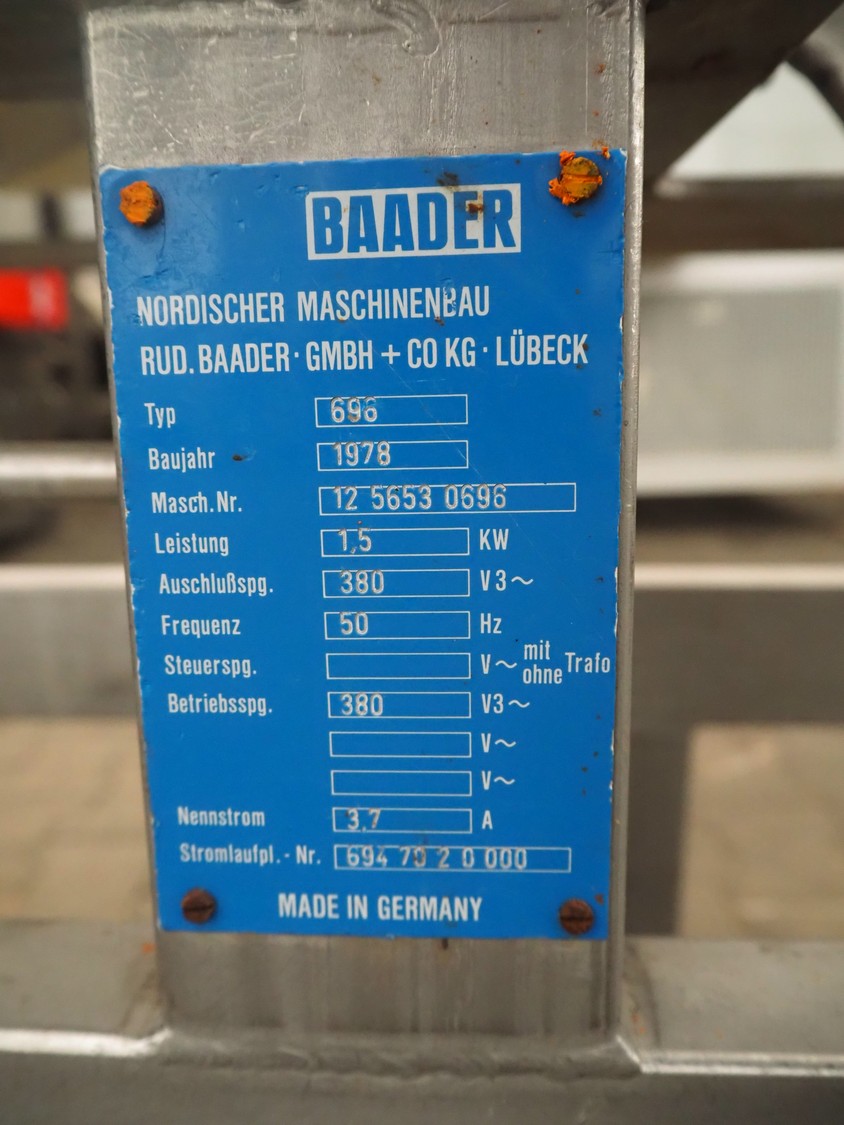 BAADER
NORDISCHER MASCHINENBAU
RUD. BAADER · GMBH + CO KG · LÜBECK
Typ 696
Baujahr 1978
Masch. Nr. 12 5653 0696
Leistung 1,5 KW
Auschlußspg. 380 V 3~
Frequenz 50 Hz
Steuerspg. V~ mit ohne Trafo
Betriebsspg. 380 V3~
V~
V~
Nennstrom 3,7 A
Stromlaufpl.- Nr. 694 70 2 0 000
MADE IN GERMANY